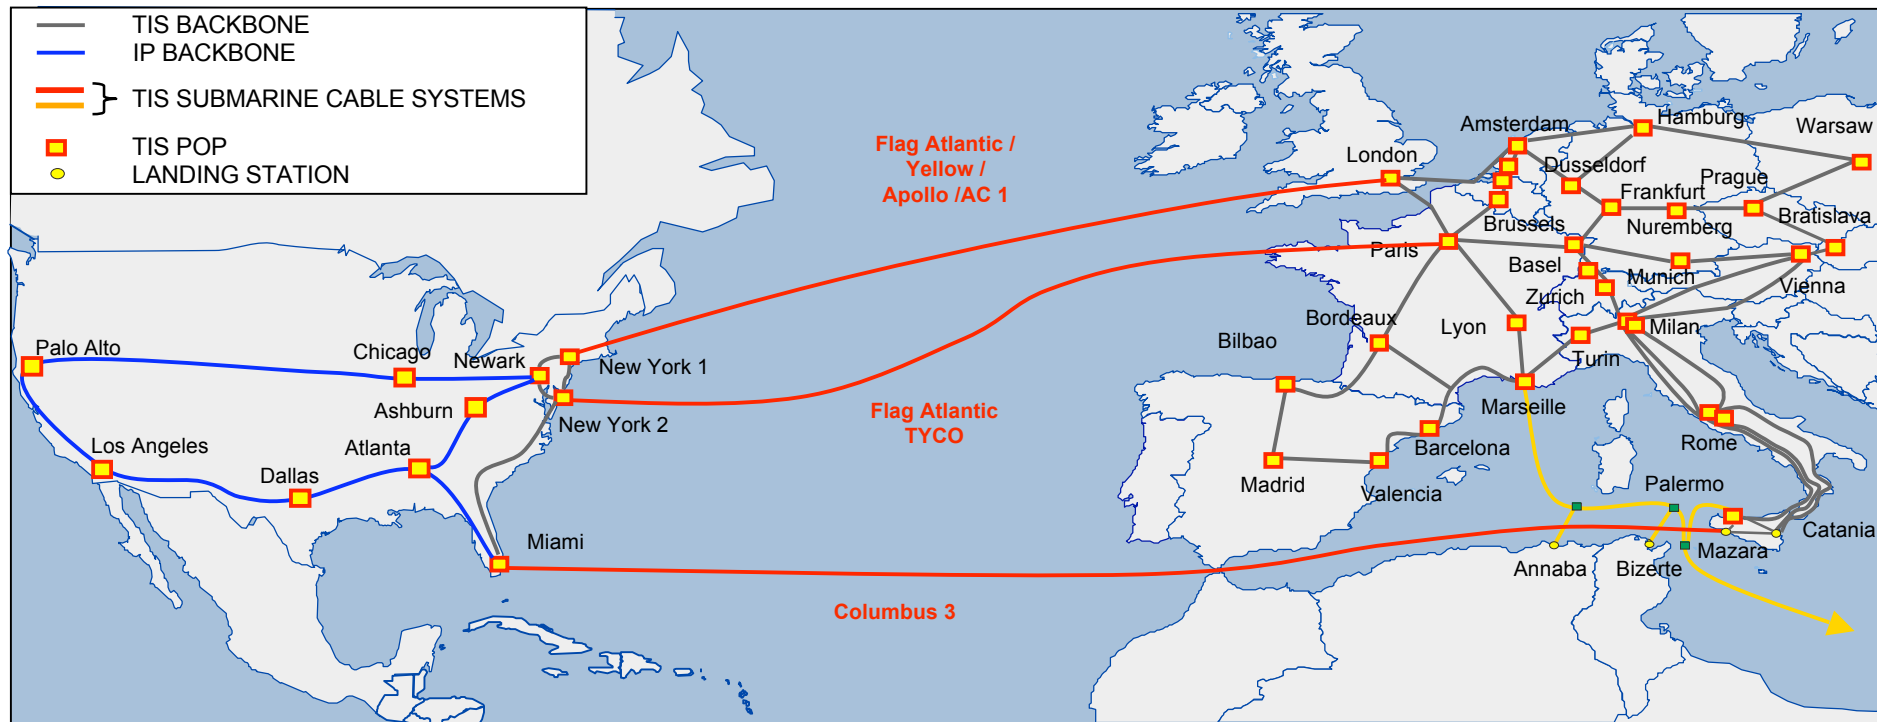 TIS BACKBONE
IP BACKBONE
TIS SUBMARINE CABLE SYSTEMS
TIS POP
LANDING STATION
Flag Atlantic /
Yellow /
Apollo /AC 1
Flag Atlantic
TYCO
Columbus 3
Palo Alto
Chicago
Newark
New York 1
New York 2
Ashburn
Atlanta
Los Angeles
Dallas
Miami
London
Amsterdam
Hamburg
Warsaw
Düsseldorf
Frankfurt
Prague
Brussels
Nuremberg
Bratislava
Paris
Basel
Munich
Vienna
Zurich
Bordeaux
Lyon
Milan
Bilbao
Turin
Marseille
Barcelona
Rome
Madrid
Valencia
Palermo
Catania
Mazara
Annaba
Bizerte